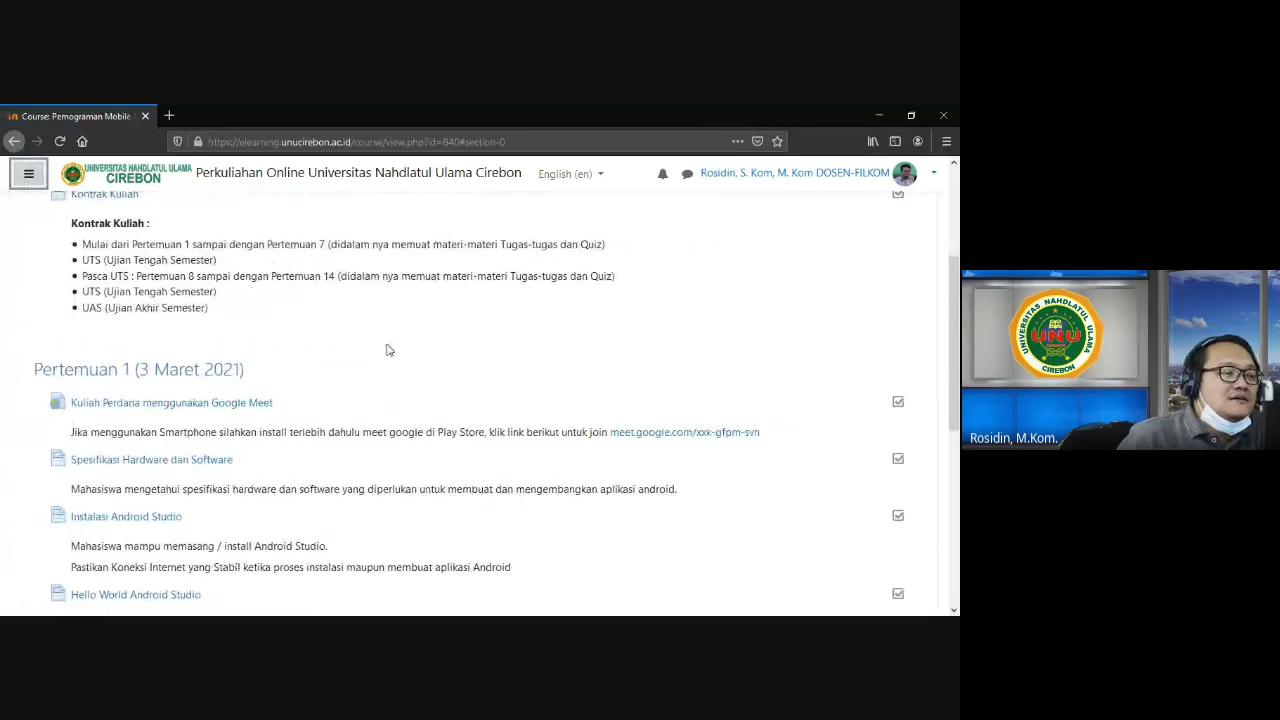 Course: Pemograman Mobile
https://elearning.unucirebon.ac.id/course/view.php?id=840#section-0
UNIVERSITAS NAHDLATUL ULAMA
CIREBON
Perkuliahan Online Universitas Nahdlatul Ulama Cirebon
English (en)
Rosidin, S. Kom, M. Kom DOSEN-FILKOM
Kontrak Kuliah
Kontrak Kuliah :
Mulai dari Pertemuan 1 sampai dengan Pertemuan 7 (didalam nya memuat materi-materi Tugas-tugas dan Quiz)
UTS (Ujian Tengah Semester)
Pasca UTS : Pertemuan 8 sampai dengan Pertemuan 14 (didalam nya memuat materi-materi Tugas-tugas dan Quiz)
UTS (Ujian Tengah Semester)
UAS (Ujian Akhir Semester)
Pertemuan 1 (3 Maret 2021)
Kuliah Perdana menggunakan Google Meet
Jika menggunakan Smartphone silahkan install terlebih dahulu meet google di Play Store, klik link berikut untuk join meet.google.com/xxk-gfpm-svn
Spesifikasi Hardware dan Software
Mahasiswa mengetahui spesifikasi hardware dan software yang diperlukan untuk membuat dan mengembangkan aplikasi android.
Instalasi Android Studio
Mahasiswa mampu memasang / install Android Studio.
Pastikan Koneksi Internet yang Stabil ketika proses instalasi maupun membuat aplikasi Android
Hello World Android Studio
UNIVERSITAS NAHDLATUL ULAMA
UNU
CIREBON
Rosidin, M.Kom.